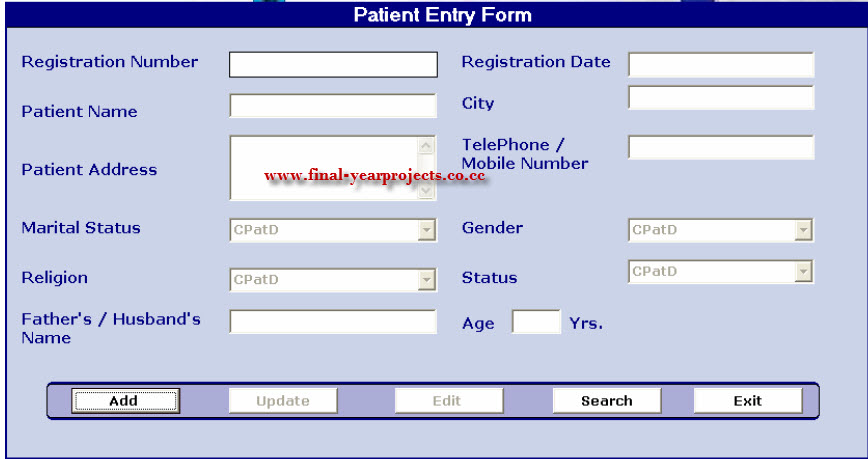 Patient Entry Form
Registration Number
Registration Date
Patient Name
City
Patient Address
TelePhone /
Mobile Number
www.final-yearprojects.co.cc
Marital Status
CPatD
Gender
CPatD
Religion
CPatD
Status
CPatD
Father's / Husband's
Name
Age
Yrs.
Add
Update
Edit
Search
Exit